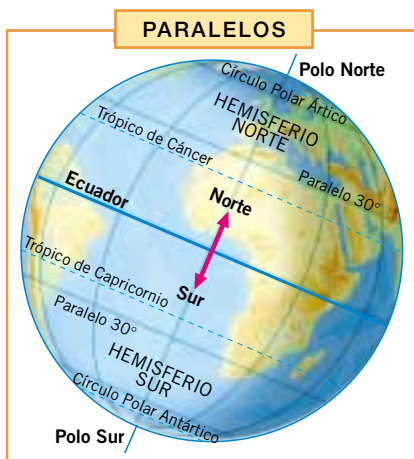 PARALELOS
Polo Norte
Círculo Polar Ártico
HEMISFERIO
NORTE
Trópico de Cáncer
Paralelo 30°
Ecuador
Norte
Sur
Trópico de Capricornio
Paralelo 30°
HEMISFERIO
SUR
Círculo Polar Antártico
Polo Sur